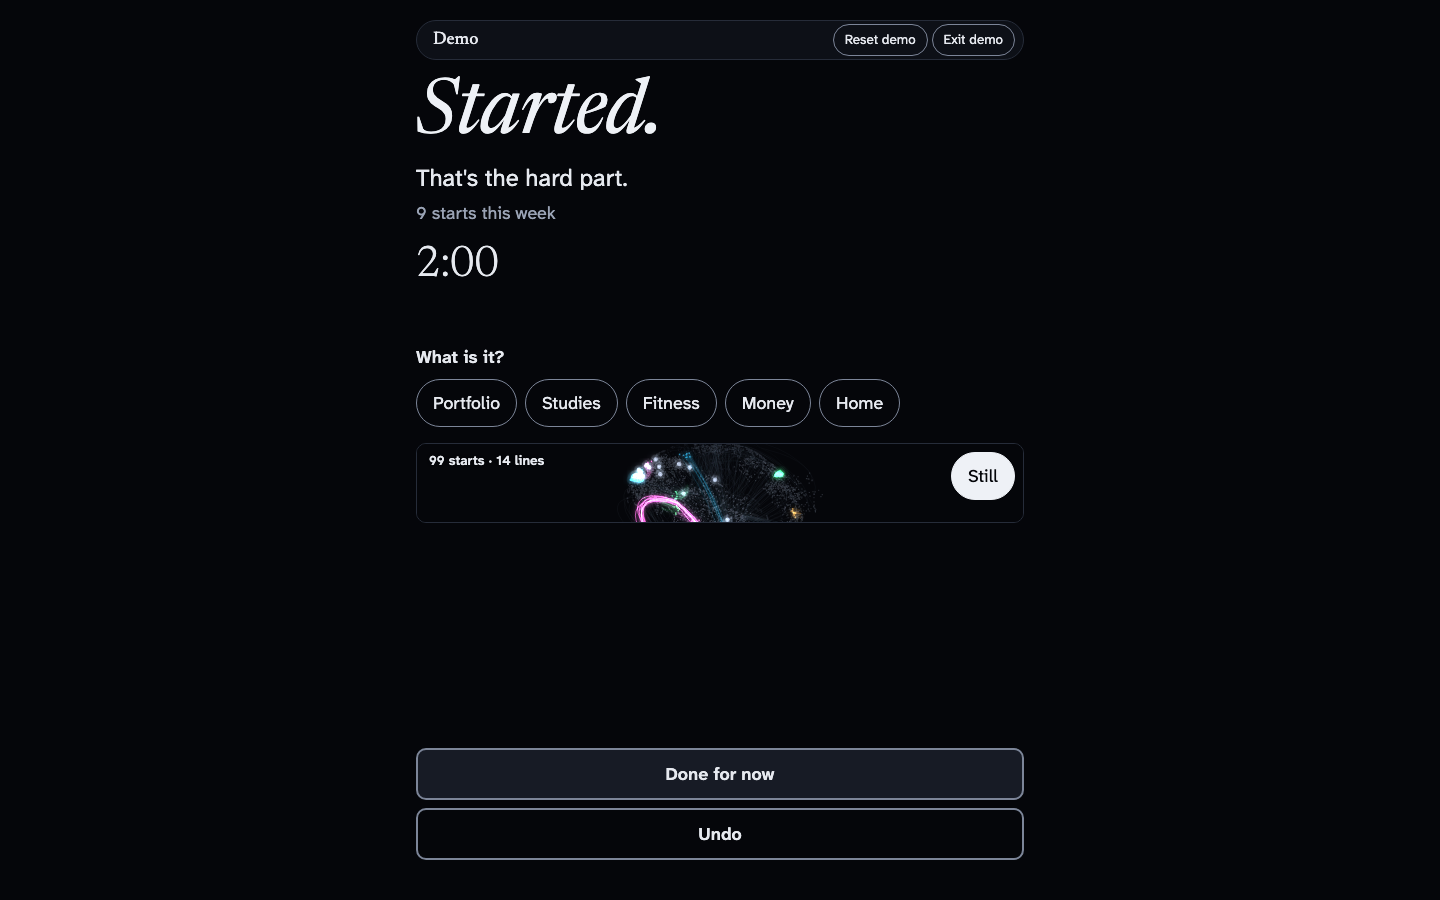 Demo
Reset demo
Exit demo
Started.
That's the hard part.
9 starts this week
2:00
What is it?
Portfolio
Studies
Fitness
Money
Home
99 starts · 14 lines
Still
Done for now
Undo